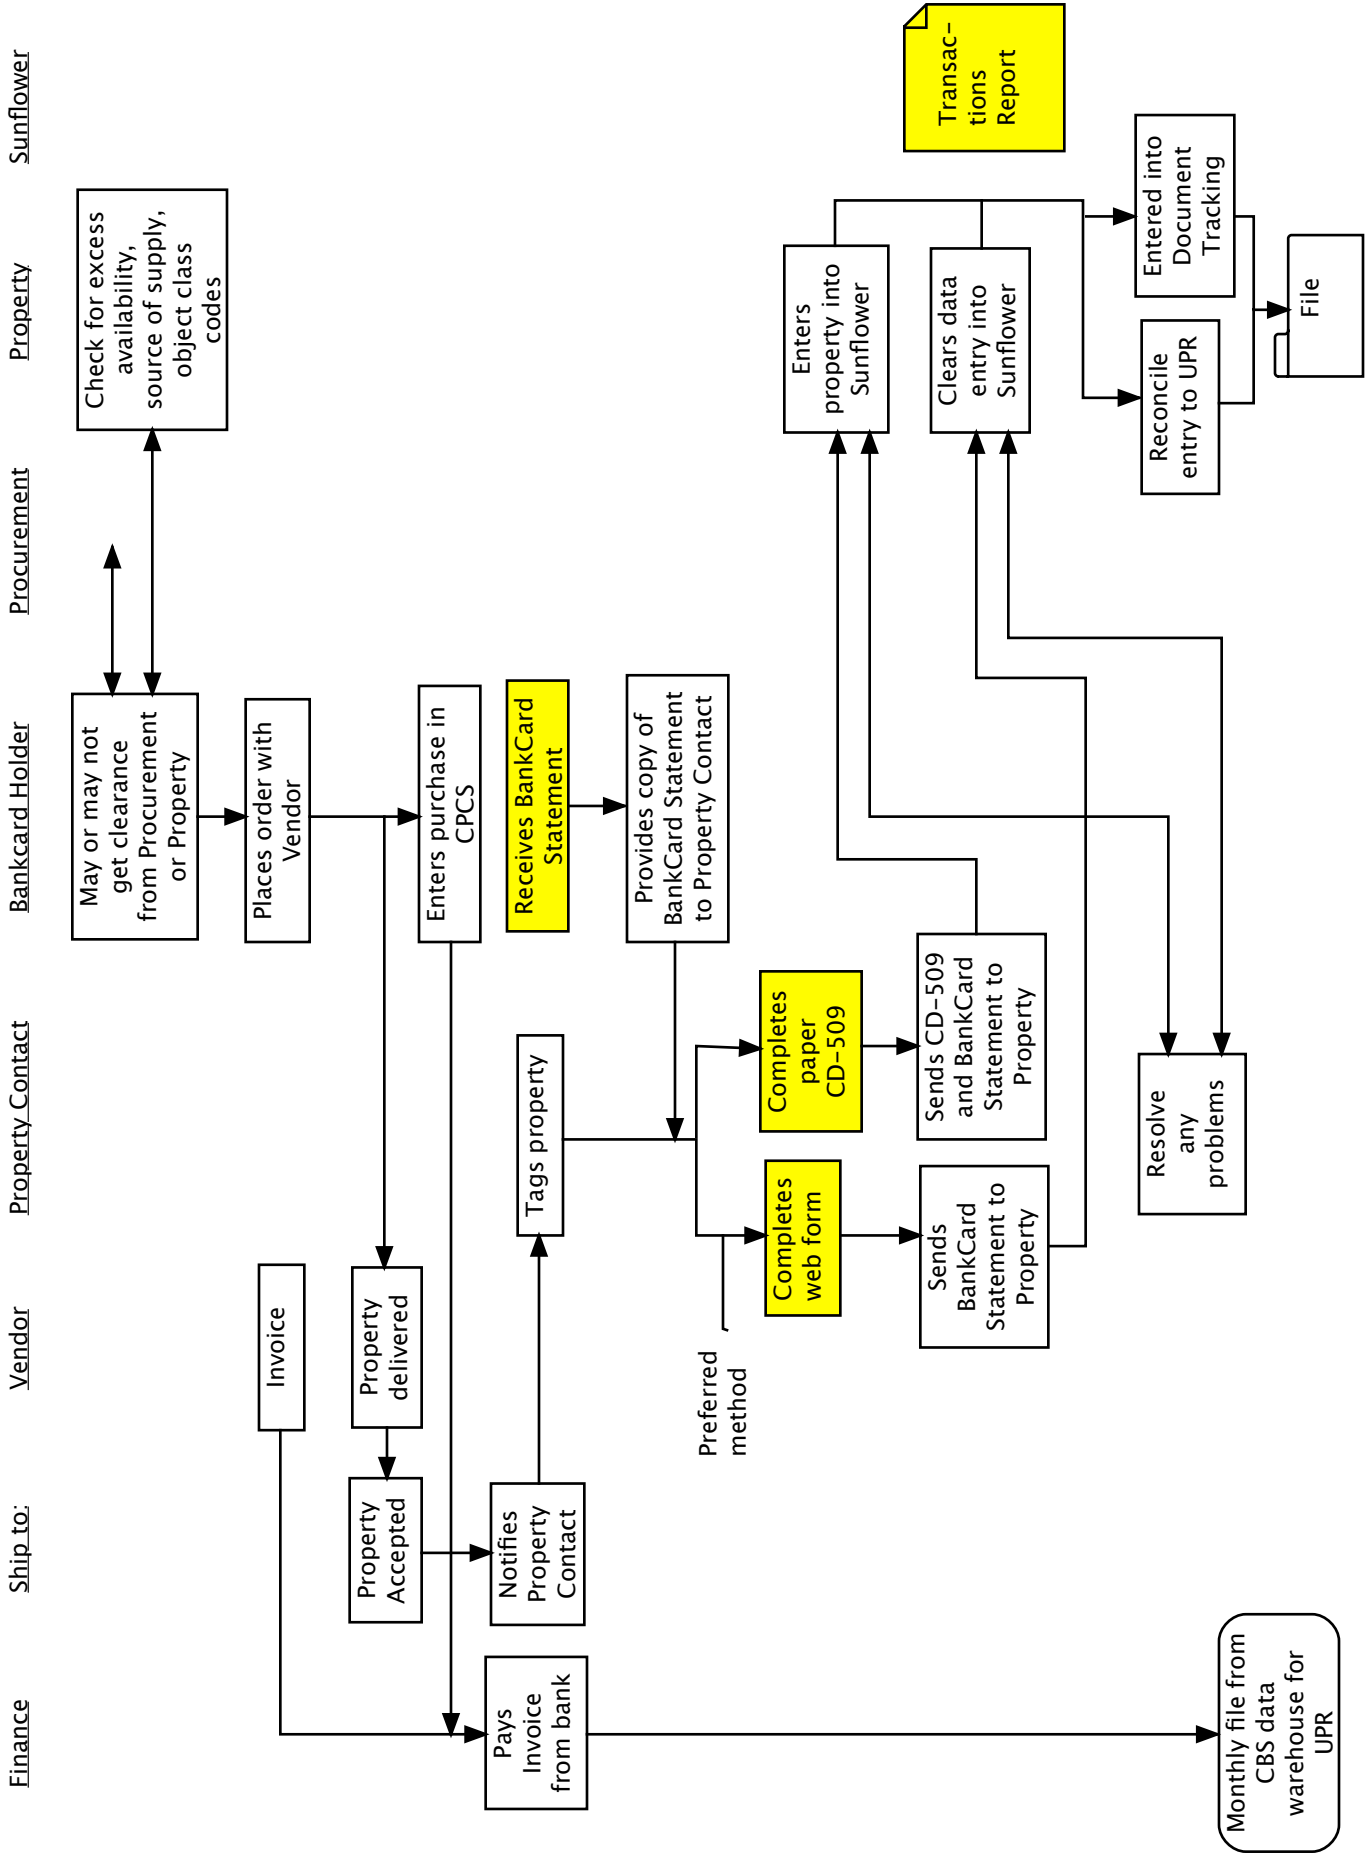 Finance
Ship to:
Vendor
Property Contact
Bankcard Holder
Procurement
Property
Sunflower
May or may not
get clearance
from Procurement
or Property
Check for excess
availability,
source of supply,
object class
codes
Places order with
Vendor
Invoice
Property
delivered
Property
Accepted
Enters purchase in
CPCS
Pays
Invoice
from bank
Notifies
Property
Contact
Tags property
Receives BankCard
Statement
Provides copy of
BankCard Statement
to Property Contact
Preferred
method
Completes
web form
Completes
paper
CD-509
Sends
BankCard
Statement to
Property
Sends CD-509
and BankCard
Statement to
Property
Enters
property into
Sunflower
Clears data
entry into
Sunflower
Transac-
tions
Report
Resolve
any
problems
Reconcile
entry to UPR
Entered into
Document
Tracking
Monthly file from
CBS data
warehouse for
UPR
File